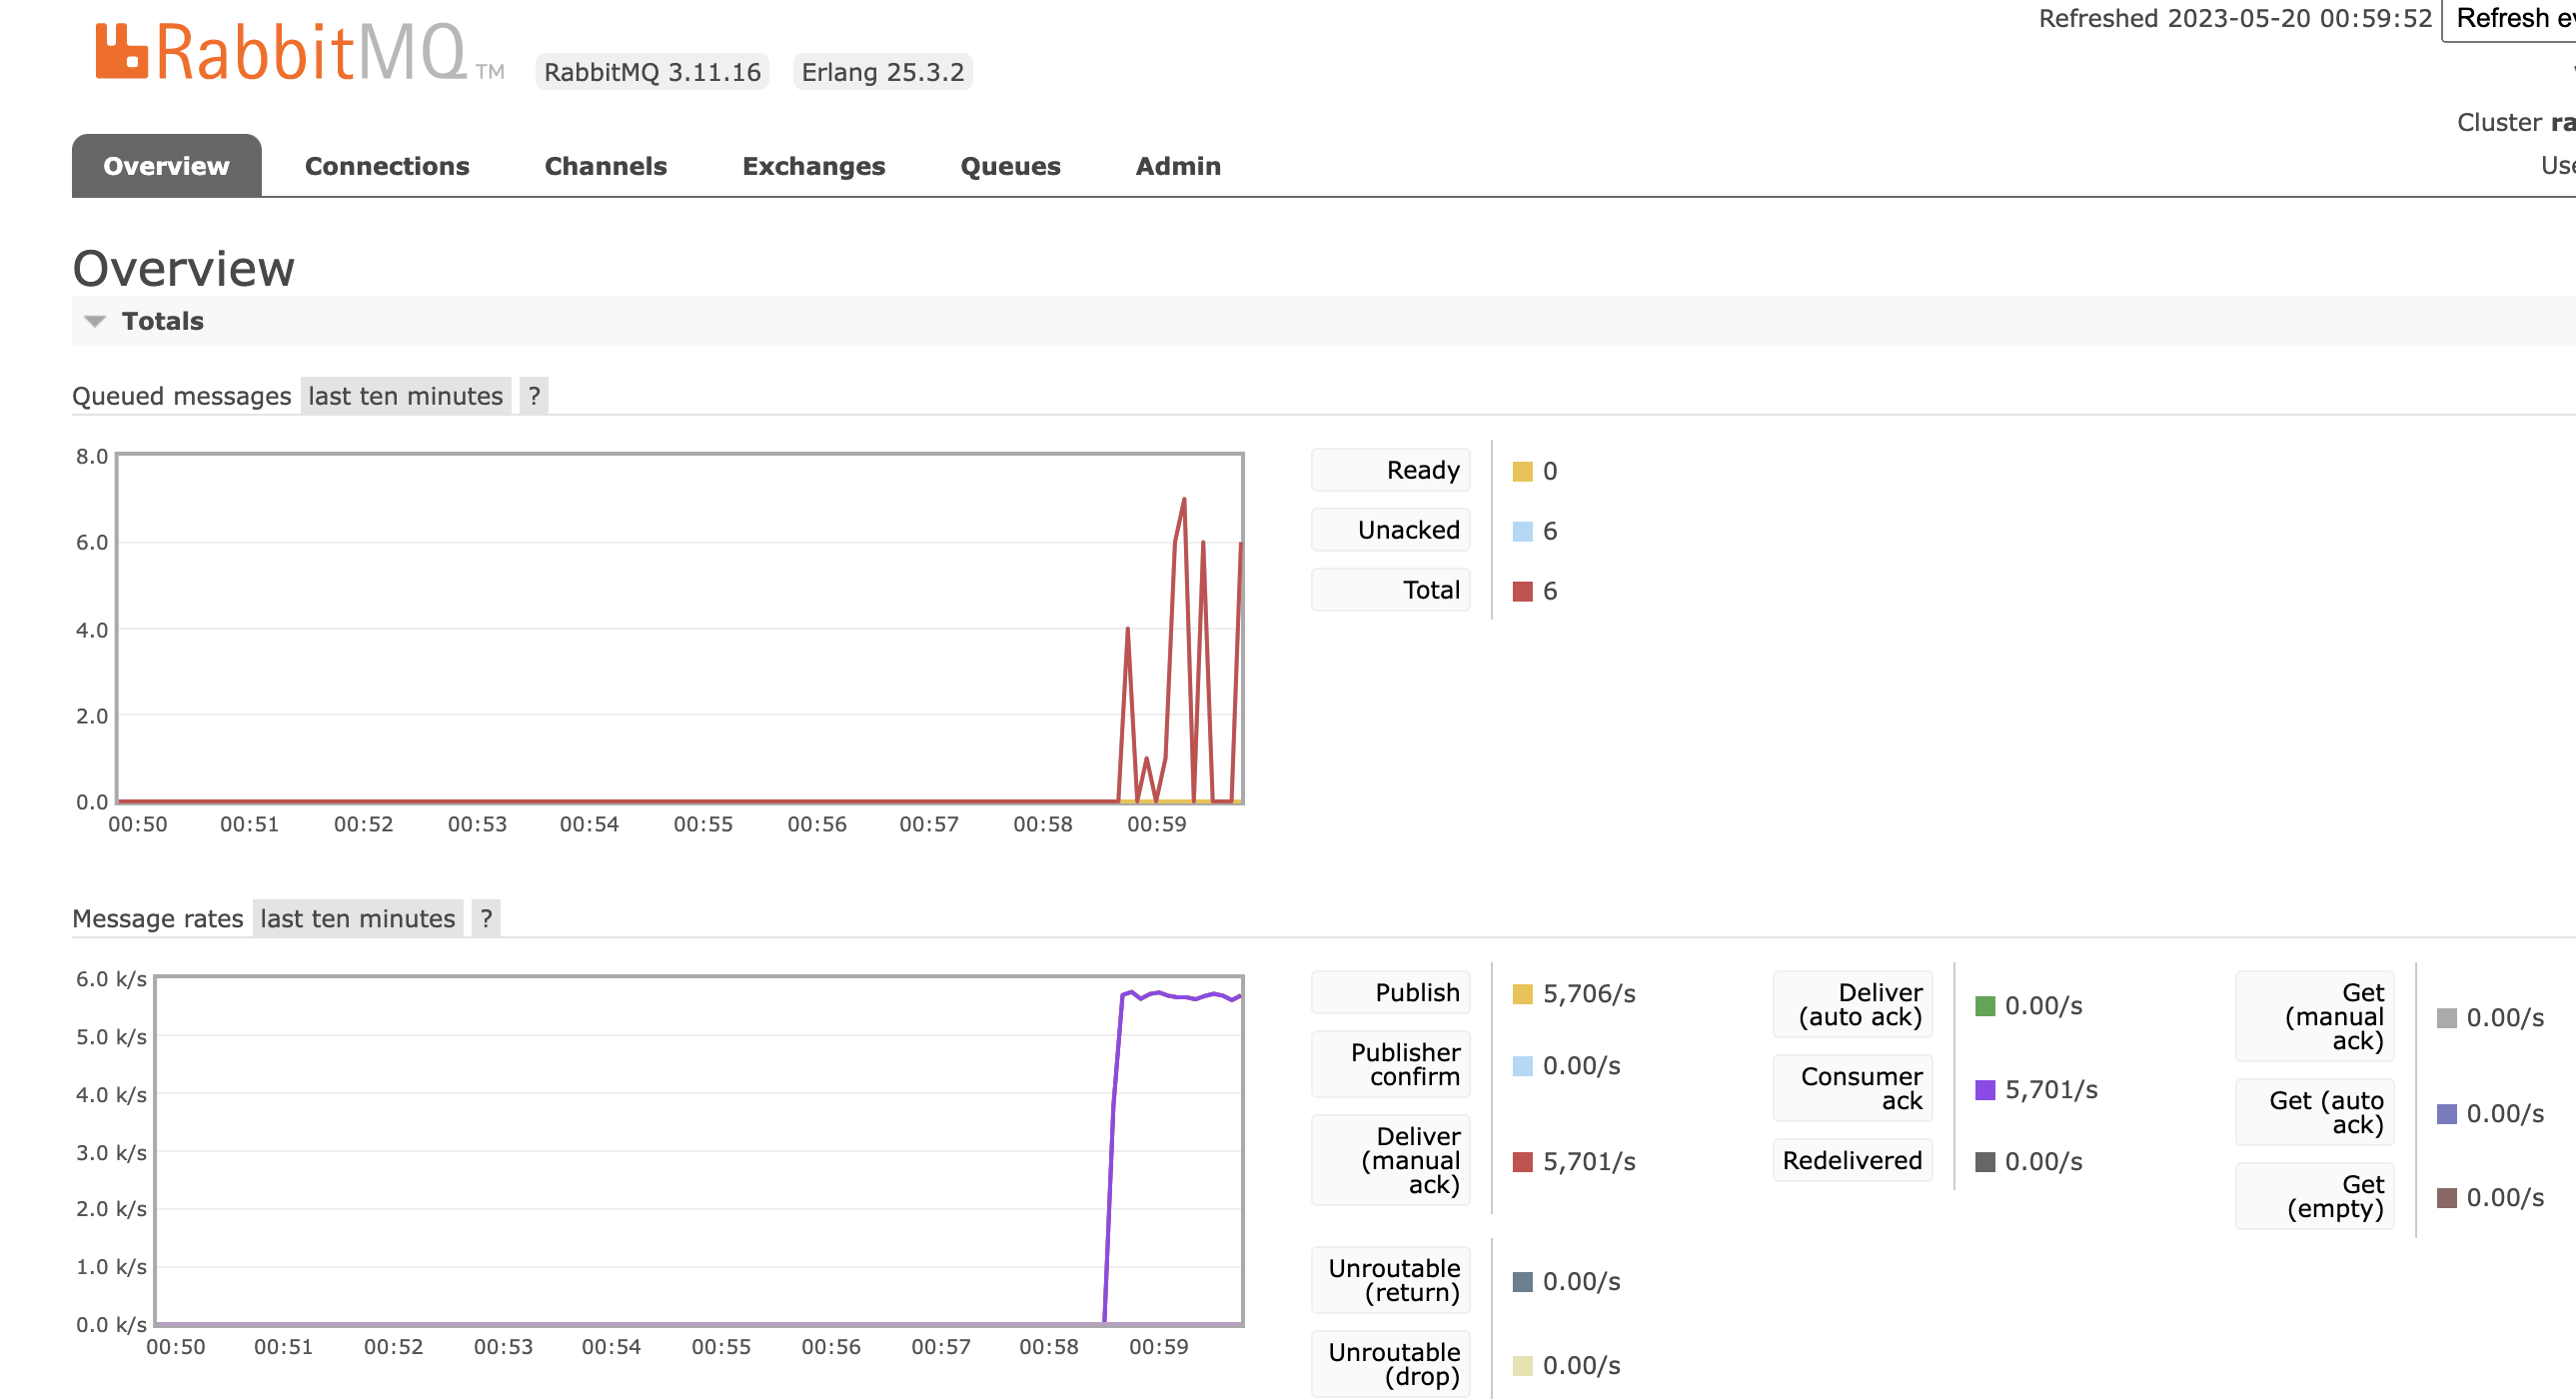 Refreshed 2023-05-20 00:59:52 Refresh
RabbitMQ TM RabbitMQ 3.11.16 Erlang 25.3.2
Cluster
Overview Connections Channels Exchanges Queues Admin
Overview
Totals
Queued messages last ten minutes ?
8.0
6.0
4.0
2.0
0.0
00:50 00:51 00:52 00:53 00:54 00:55 00:56 00:57 00:58 00:59
Ready 0
Unacked 6
Total 6
Message rates last ten minutes ?
6.0 k/s
5.0 k/s
4.0 k/s
3.0 k/s
2.0 k/s
1.0 k/s
0.0 k/s
00:50 00:51 00:52 00:53 00:54 00:55 00:56 00:57 00:58 00:59
Publish 5,706/s
Publisher
confirm 0.00/s
Deliver
(manual
ack) 5,701/s
Deliver
(auto ack) 0.00/s
Consumer
ack 5,701/s
Redelivered 0.00/s
Get
(manual
ack) 0.00/s
Get (auto
ack) 0.00/s
Get
(empty) 0.00/s
Unroutable
(return) 0.00/s
Unroutable
(drop) 0.00/s